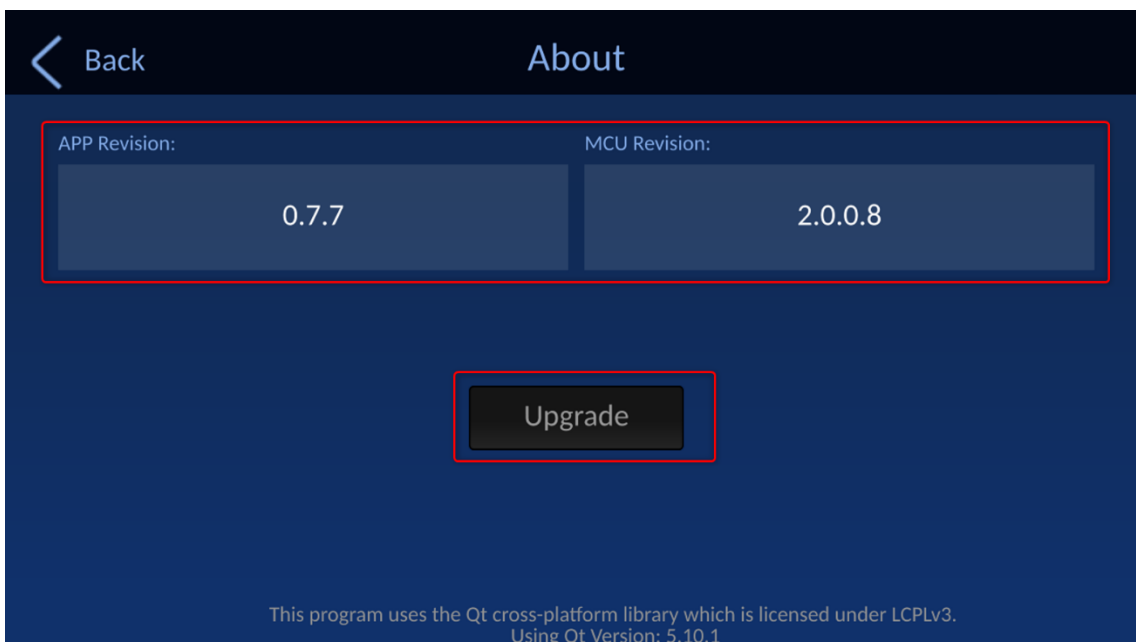 Back
About
APP Revision:
MCU Revision:
0.7.7
2.0.0.8
Upgrade
This program uses the Qt cross-platform library which is licensed under LCPLv3.
Using Qt Version: 5.10.1